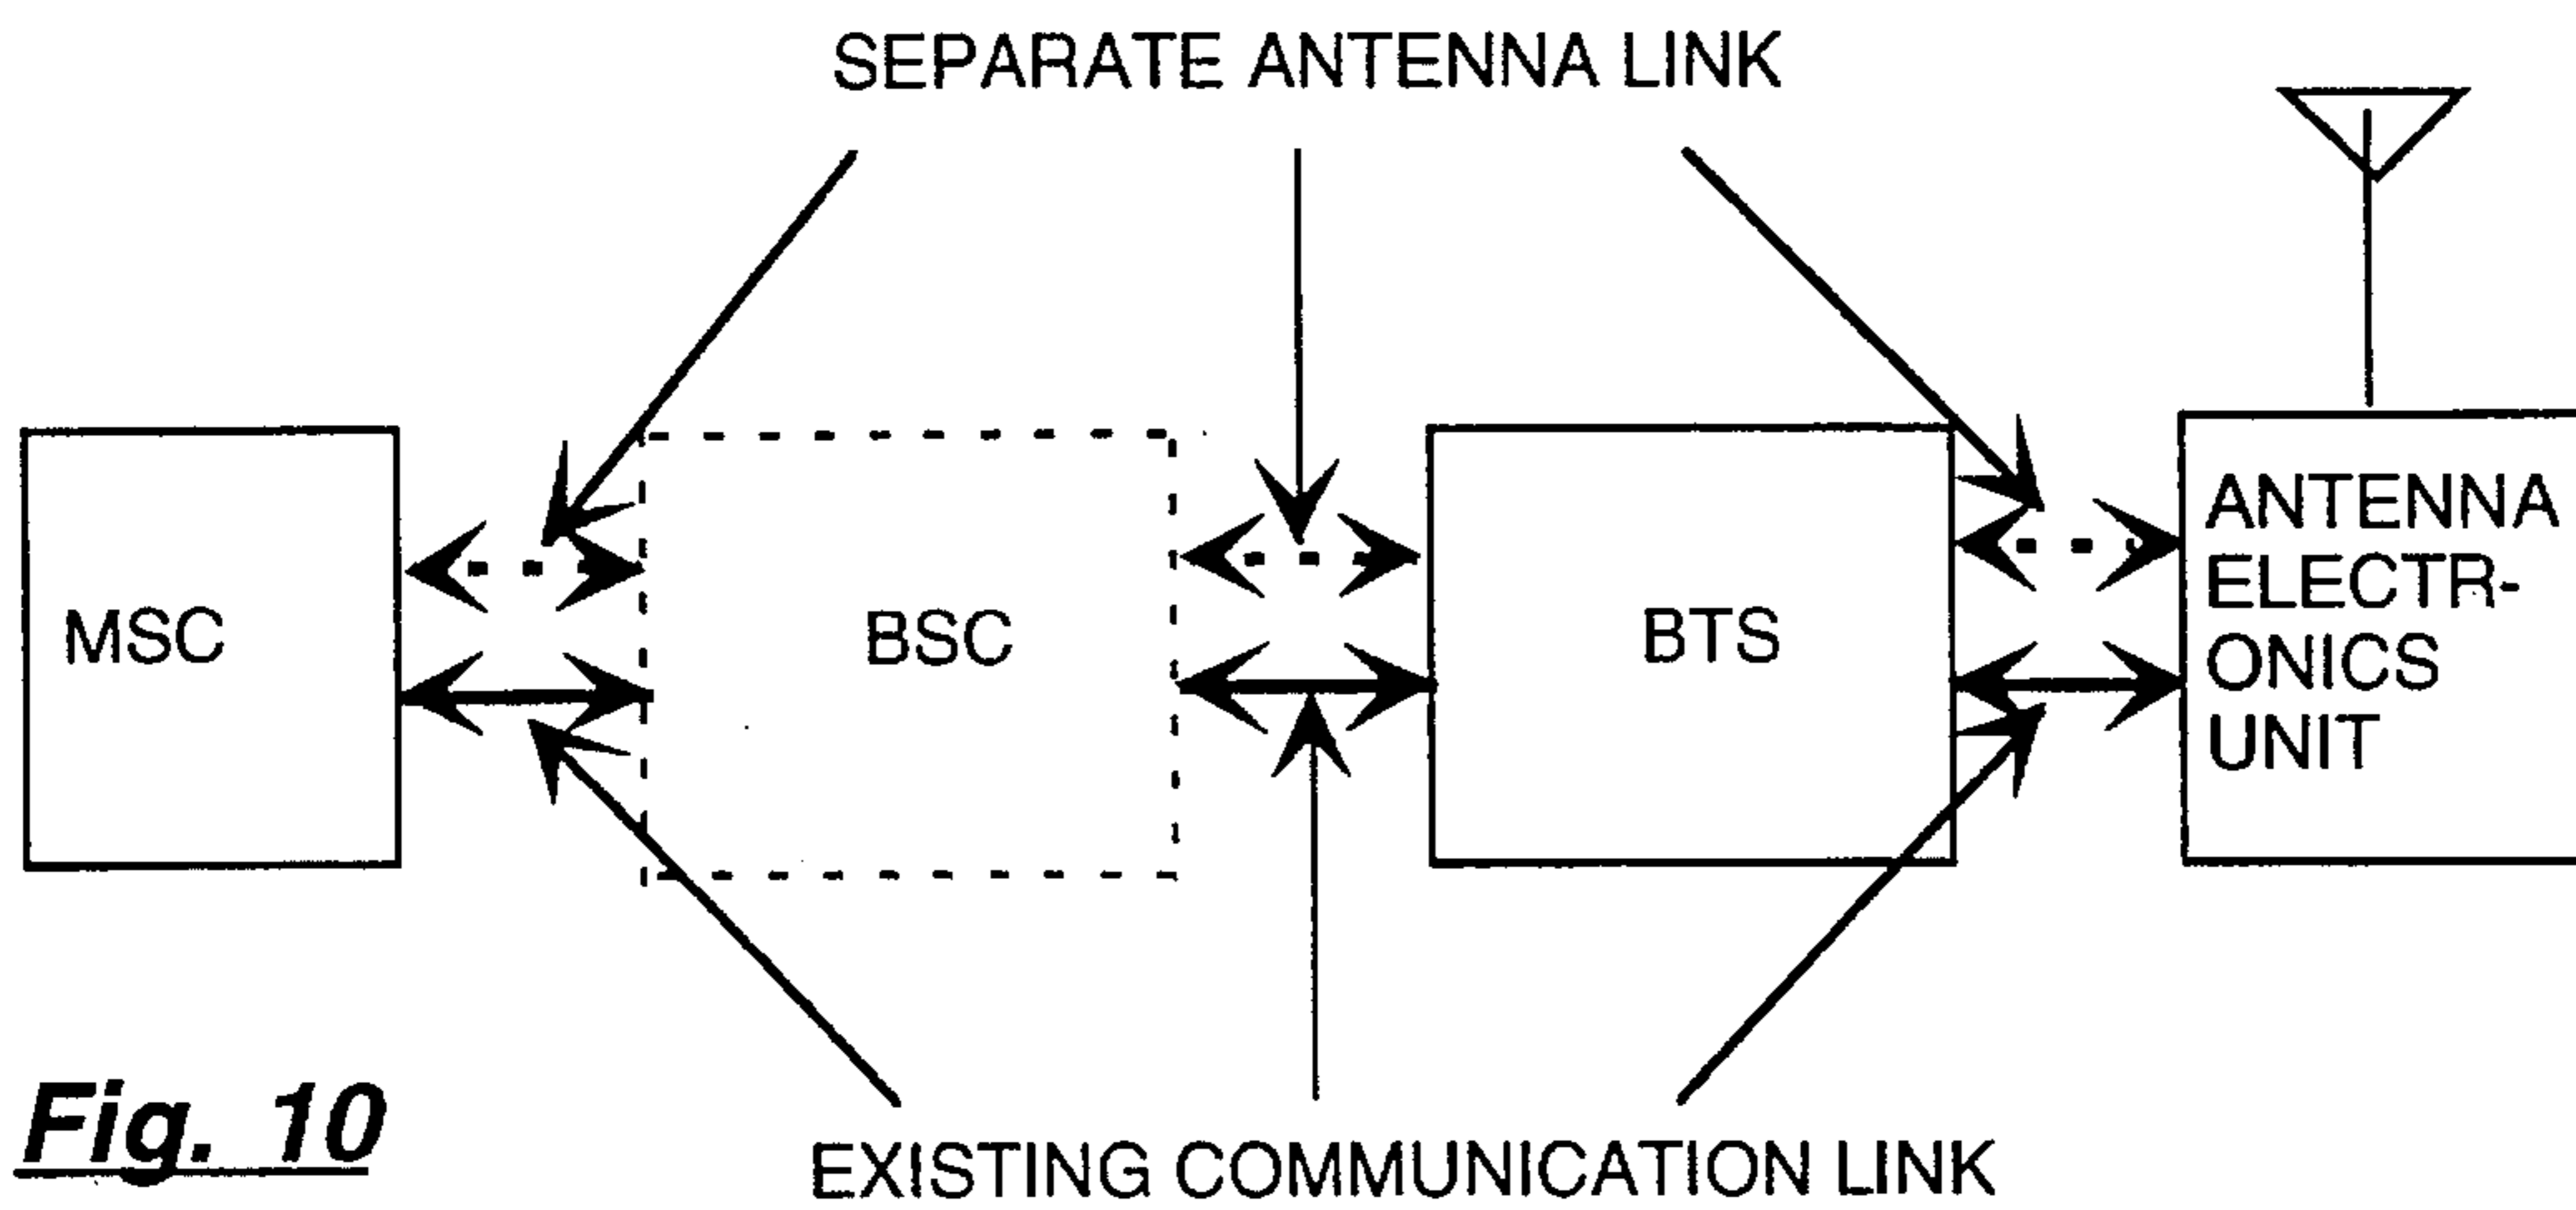 SEPARATE ANTENNA LINK
MSC
BSC
BTS
ANTENNA
ELECTR-
ONICS
UNIT
Fig. 10
EXISTING COMMUNICATION LINK